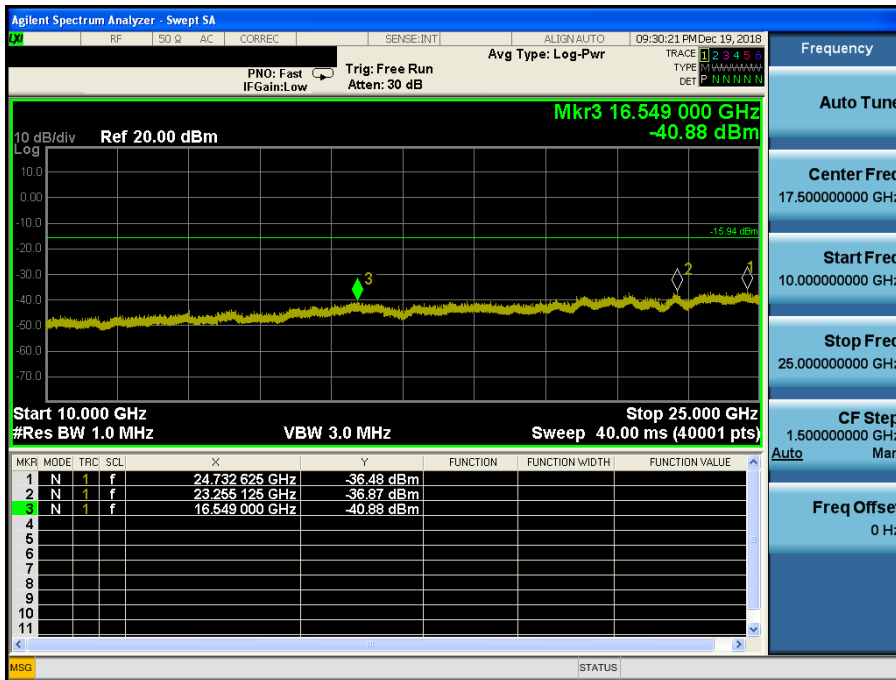 Agilent Spectrum Analyzer - Swept SA
LXI RF 50 Ω AC CORREC SENSE:INT ALIGN AUTO 09:30:21 PM Dec 19, 2018
Avg Type: Log-Pwr TRACE 1 2 3 4 5 6
PNO: Fast Trig: Free Run TYPE M WWWWW
IFGain:Low Atten: 30 dB DET P N N N N N
Mkr3 16.549 000 GHz
10 dB/div Ref 20.00 dBm -40.88 dBm
Log
10.0
0.00
-10.0
-15.94 dBm
-20.0
-30.0
3 2 1
-40.0
-50.0
-60.0
-70.0
Start 10.000 GHz Stop 25.000 GHz
#Res BW 1.0 MHz VBW 3.0 MHz Sweep 40.00 ms (40001 pts)
MKR MODE TRC SCL X Y FUNCTION FUNCTION WIDTH FUNCTION VALUE
1 N 1 f 24.732 625 GHz -36.48 dBm
2 N 1 f 23.255 125 GHz -36.87 dBm
3 N 1 f 16.549 000 GHz -40.88 dBm
4
5
6
7
8
9
10
11
MSG STATUS
Frequency
Auto Tune
Center Freq
17.500000000 GHz
Start Freq
10.000000000 GHz
Stop Freq
25.000000000 GHz
CF Step
1.500000000 GHz
Auto Man
Freq Offset
0 Hz